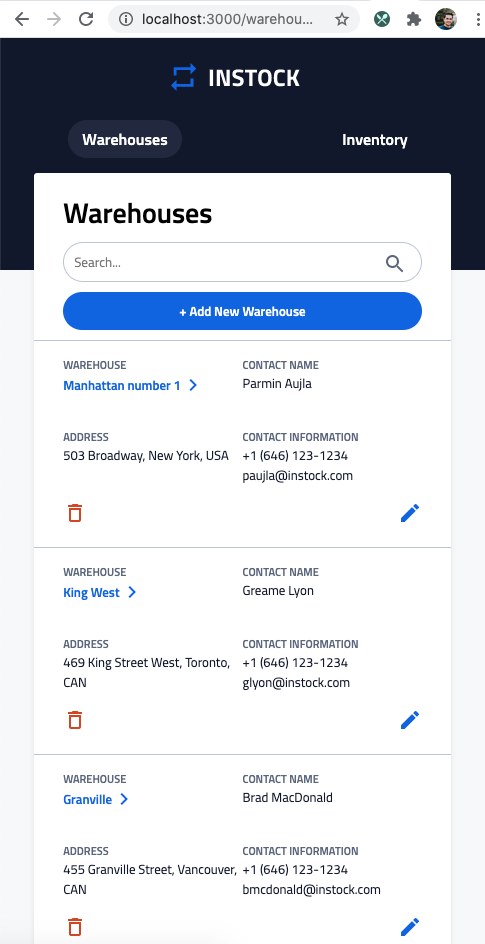 localhost:3000/warehou...
INSTOCK
Warehouses
Inventory
Warehouses
Search...
+ Add New Warehouse
WAREHOUSE
Manhattan number 1
CONTACT NAME
Parmin Aujla
ADDRESS
503 Broadway, New York, USA
CONTACT INFORMATION
+1 (646) 123-1234
paujla@instock.com
WAREHOUSE
King West
CONTACT NAME
Greame Lyon
ADDRESS
469 King Street West, Toronto,
CAN
CONTACT INFORMATION
+1 (646) 123-1234
glyon@instock.com
WAREHOUSE
Granville
CONTACT NAME
Brad MacDonald
ADDRESS
455 Granville Street, Vancouver,
CAN
CONTACT INFORMATION
+1 (646) 123-1234
bmcdonald@instock.com